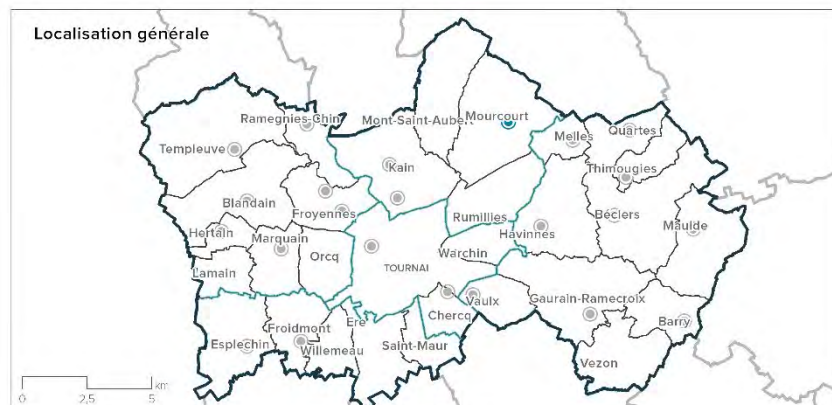 Localisation générale
Ramegnies-Chin
Mont-Saint-Aubert
Mourcourt
Melles
Quartes
Templeuve
Kain
Thimougies
Blandain
Froyennes
Rumillies
Béclers
Hertain
Marquain
Orcq
Havinnes
Maulde
Lamain
TOURNAI
Warchin
Vaulx
Gaurain-Ramecroix
Chercq
Barry
Ere
Froidmont
Esplechin
Willemeau
Saint-Maur
Vezon
km
0 2,5 5